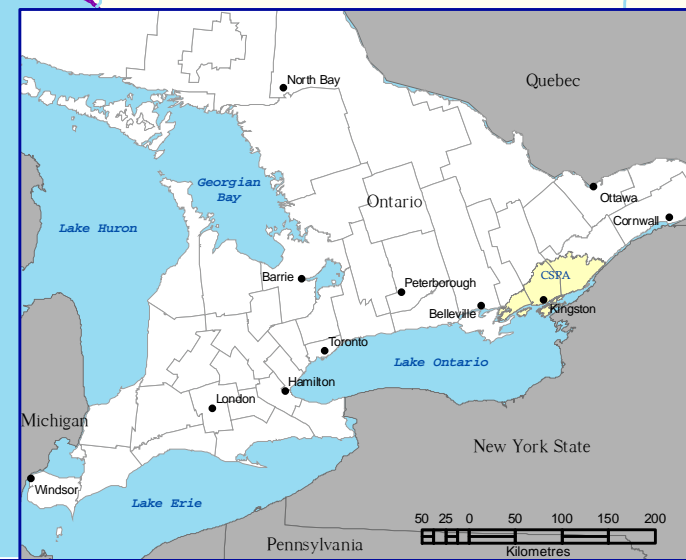 North Bay
Quebec
Georgian
Bay
Ottawa
Ontario
Cornwall
Lake Huron
CSPA
Barrie
Peterborough
Belleville
Kingston
Toronto
Lake Ontario
Hamilton
London
Michigan
New York State
Windsor
Lake Erie
50 25 0 50 100 150 200
Kilometres
Pennsylvania